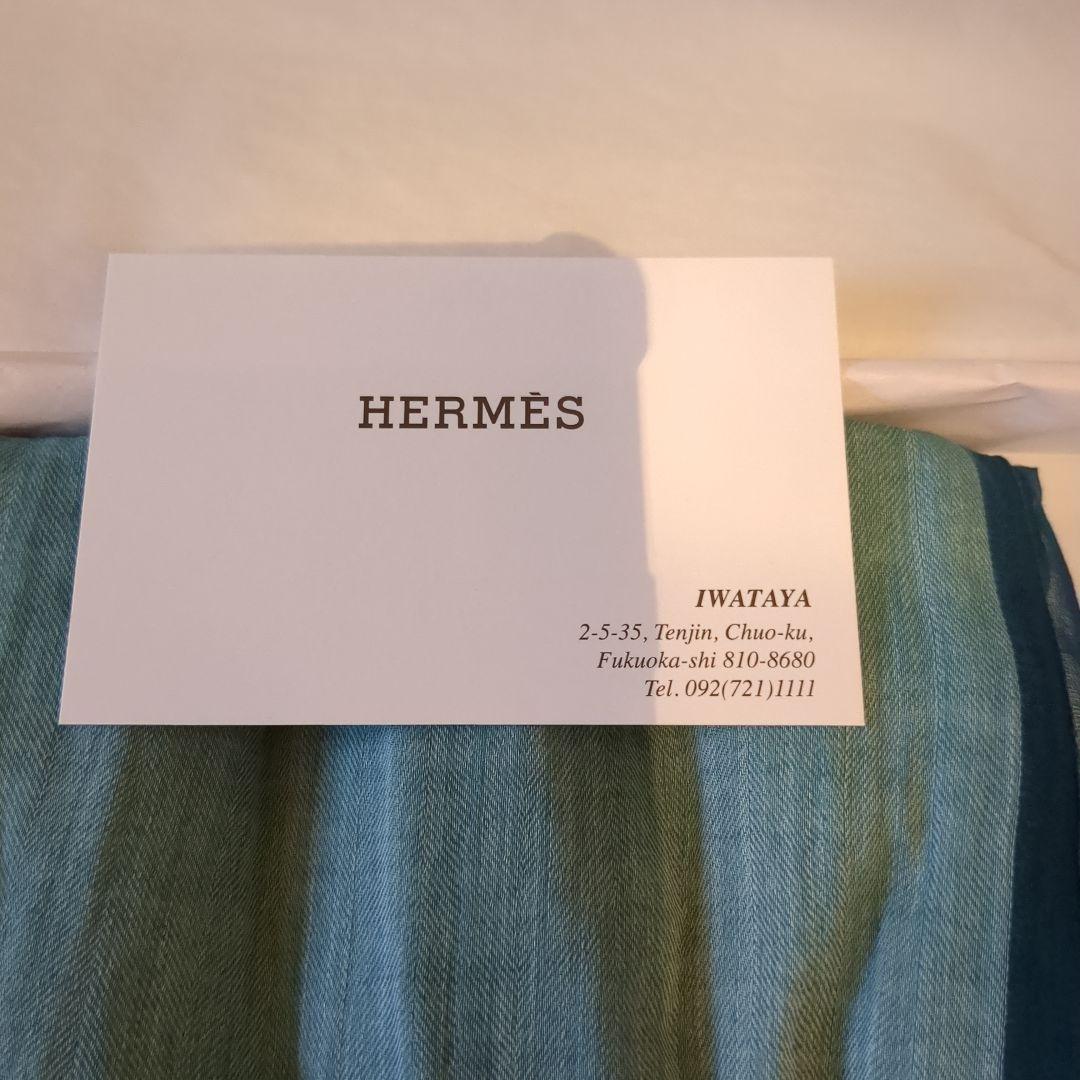 HERMÈS
IWATAYA
2-5-35, Tenjin, Chuo-ku,
Fukuoka-shi 810-8680
Tel. 092(721)1111